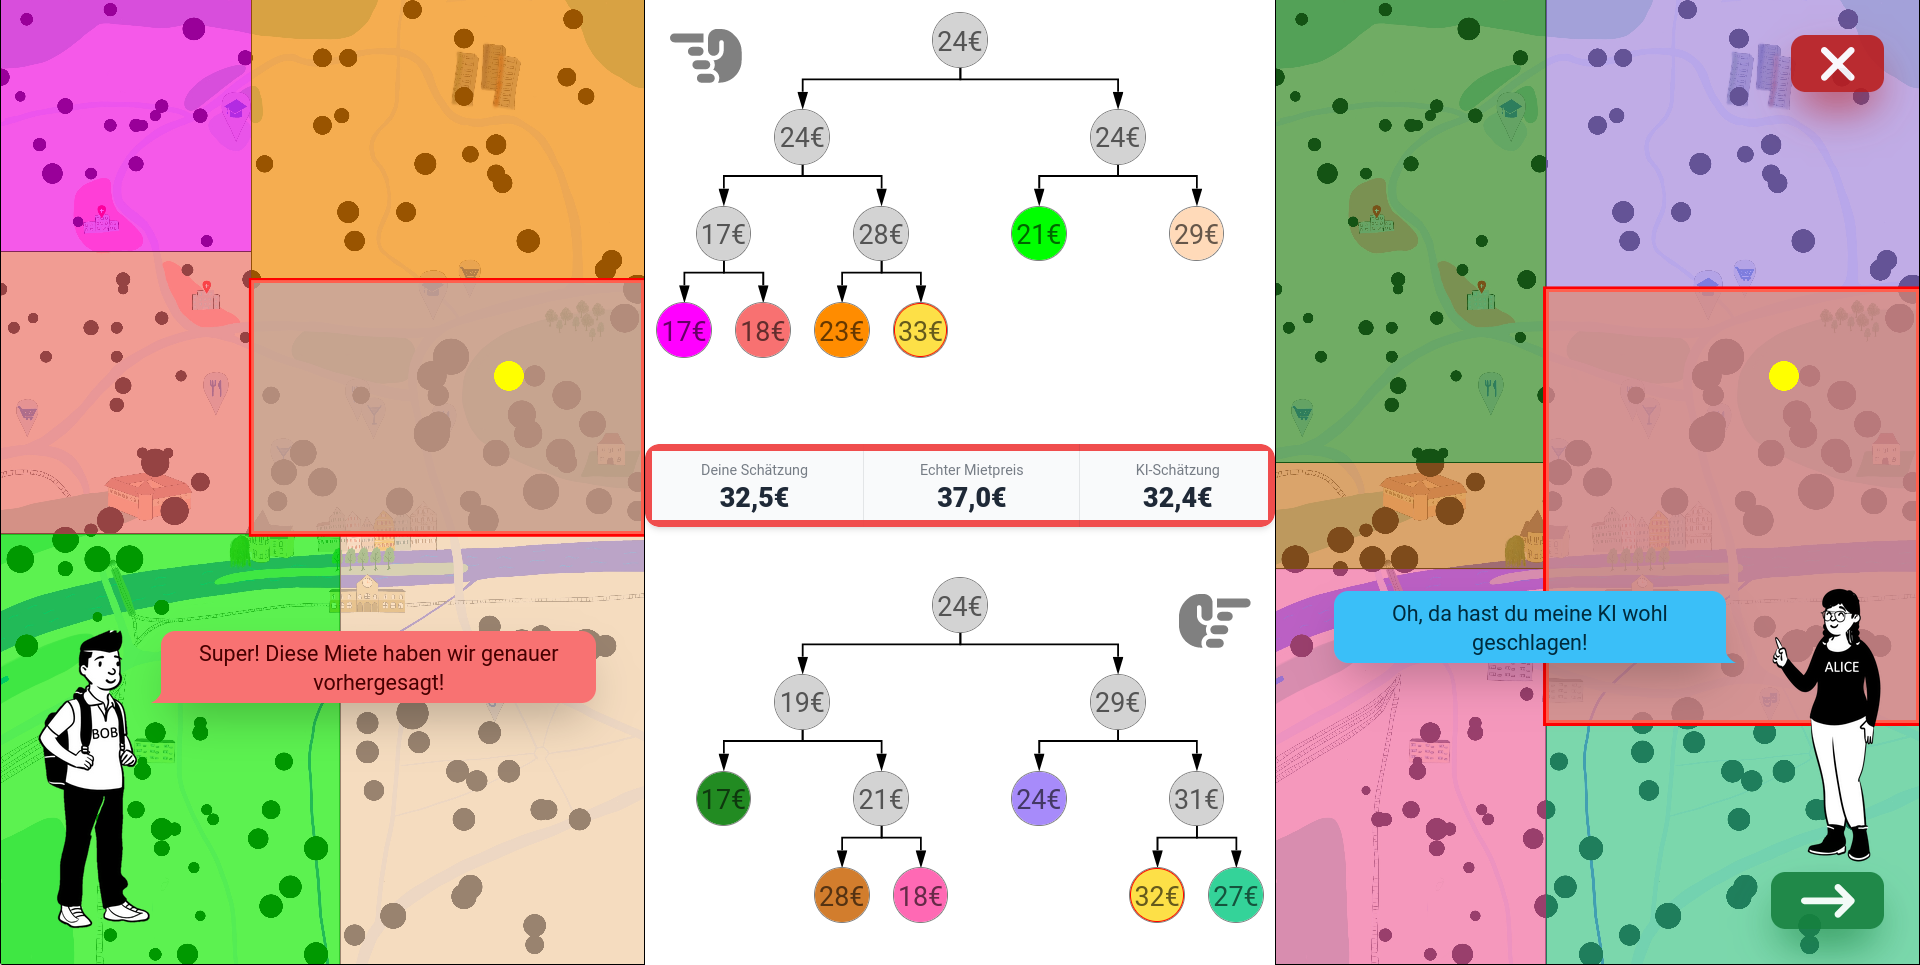 24€
24€ 24€
17€ 28€ 21€ 29€
17€ 18€ 23€ 33€
Deine Schätzung Echter Mietpreis KI-Schätzung
32,5€ 37,0€ 32,4€
24€
19€ 29€
17€ 21€ 24€ 31€
28€ 18€ 32€ 27€
Super! Diese Miete haben wir genauer
vorhergesagt!
BOB
Oh, da hast du meine KI wohl
geschlagen!
ALICE